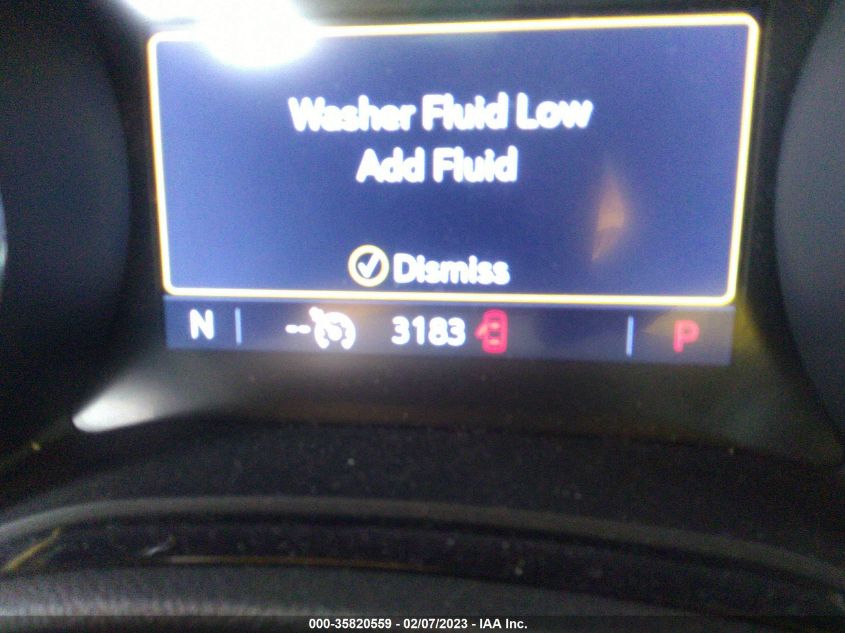 Washer Fluid Low
Add Fluid
Dismiss
N -- 3183 P
000-35820559 - 02/07/2023 - IAA Inc.